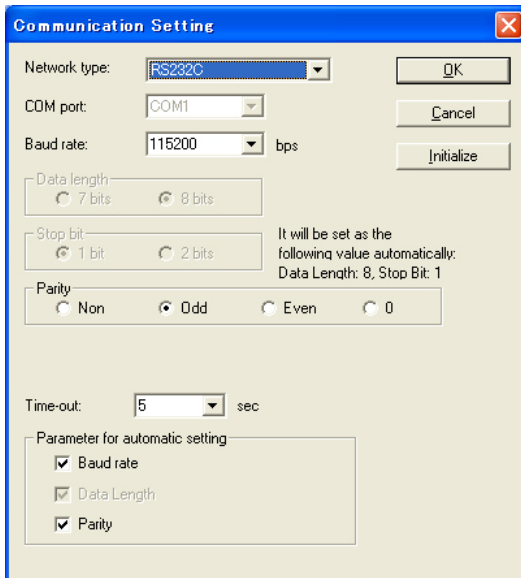 Communication Setting
Network type: RS232C OK
COM port: COM1 Cancel
Baud rate: 115200 bps Initialize
Data length
7 bits 8 bits
Stop bit
1 bit 2 bits
It will be set as the
following value automatically:
Data Length: 8, Stop Bit: 1
Parity
Non Odd Even 0
Time-out: 5 sec
Parameter for automatic setting
Baud rate
Data Length
Parity